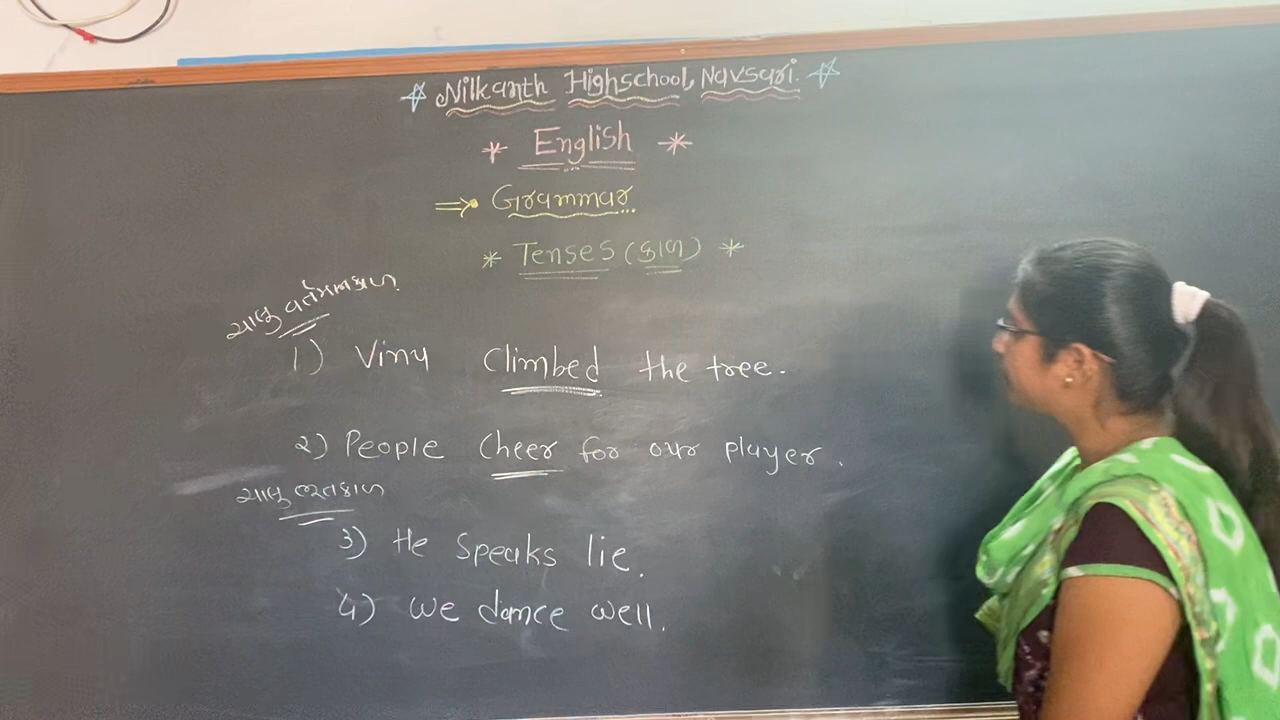 Nilkanth Highschool, Navsari.
* English *
⇒ Grammar
* Tenses (કાળ) *
ચાલુ વર્તમાનકાળ.
1) Vinu climbed the tree.
2) People cheer for our player.
ચાલુ ભૂતકાળ
3) He speaks lie.
4) We dance well.